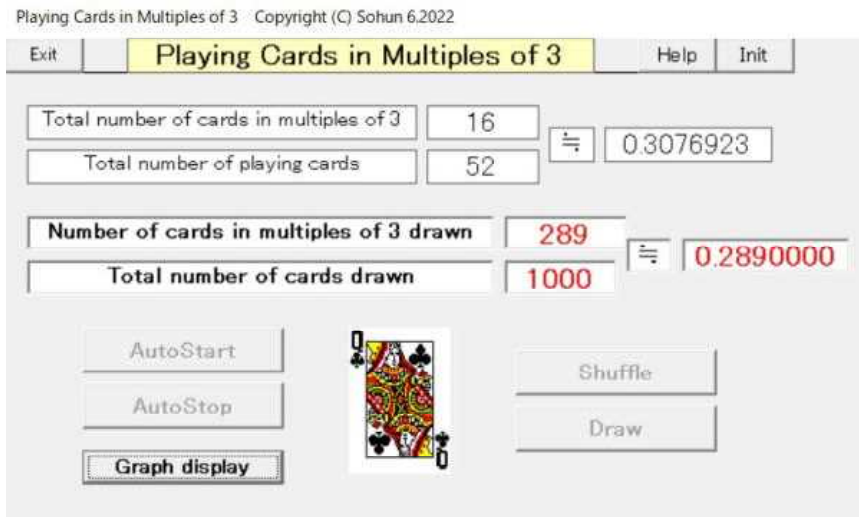 Playing Cards in Multiples of 3 Copyright (C) Sohun 6.2022
Exit Playing Cards in Multiples of 3 Help Init
Total number of cards in multiples of 3 16
≒ 0.3076923
Total number of playing cards 52
Number of cards in multiples of 3 drawn 289
≒ 0.2890000
Total number of cards drawn 1000
AutoStart
Q
Shuffle
AutoStop
Draw
Graph display
Q